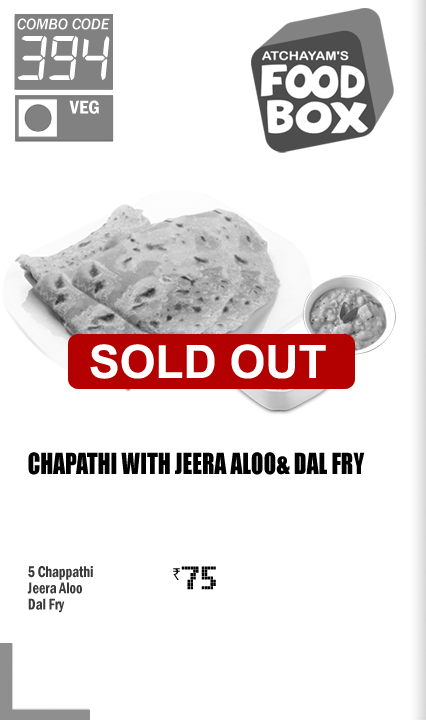 COMBO CODE
394
VEG
ATCHAYAM'S
FOOD
BOX
SOLD OUT
CHAPATHI WITH JEERA ALOO& DAL FRY
5 Chappathi
Jeera Aloo
Dal Fry
₹75